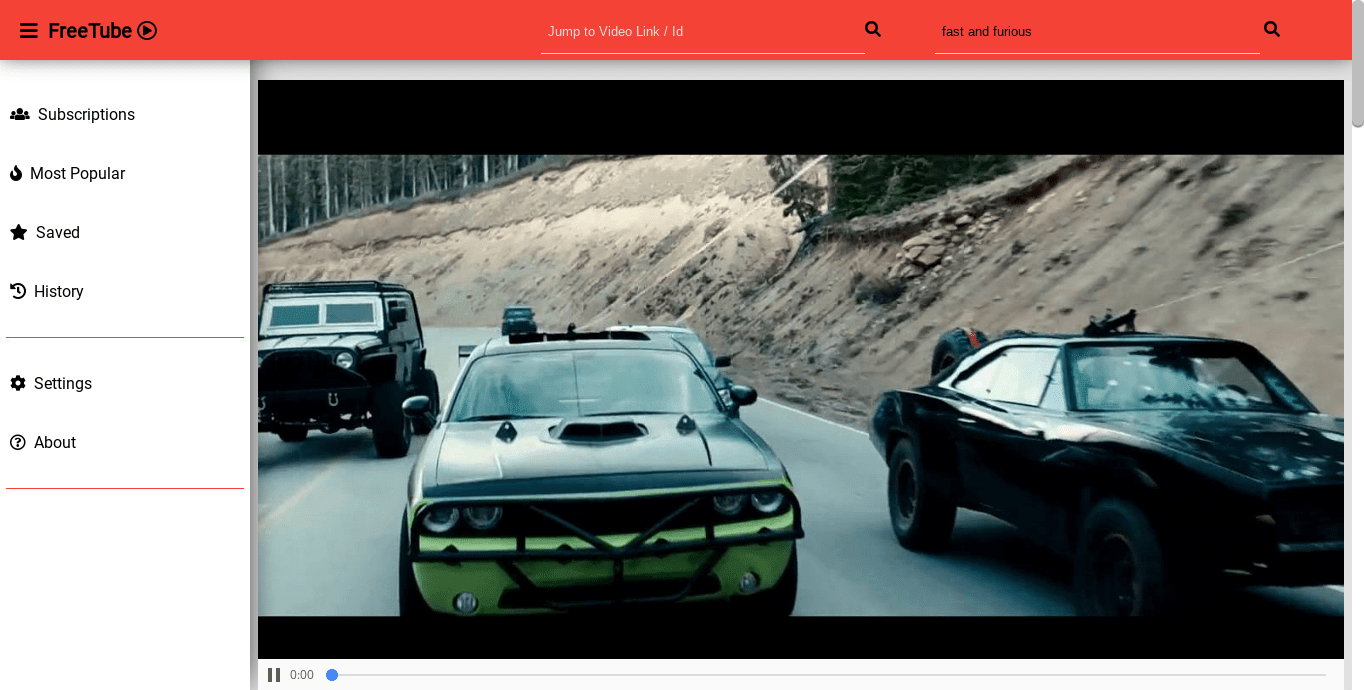 FreeTube
Jump to Video Link / Id
fast and furious
Subscriptions
Most Popular
Saved
History
Settings
About
0:00